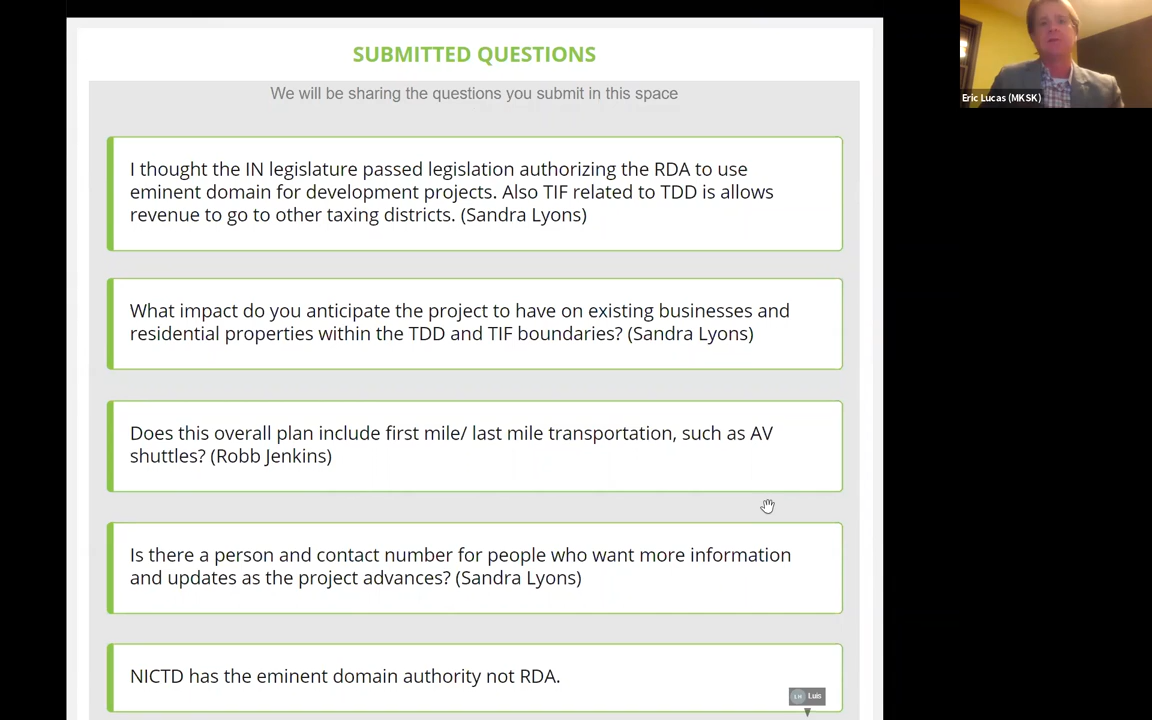 SUBMITTED QUESTIONS
We will be sharing the questions you submit in this space
I thought the IN legislature passed legislation authorizing the RDA to use
eminent domain for development projects. Also TIF related to TDD is allows
revenue to go to other taxing districts. (Sandra Lyons)
What impact do you anticipate the project to have on existing businesses and
residential properties within the TDD and TIF boundaries? (Sandra Lyons)
Does this overall plan include first mile/ last mile transportation, such as AV
shuttles? (Robb Jenkins)
Is there a person and contact number for people who want more information
and updates as the project advances? (Sandra Lyons)
NICTD has the eminent domain authority not RDA.
LH Luis
Eric Lucas (MKSK)